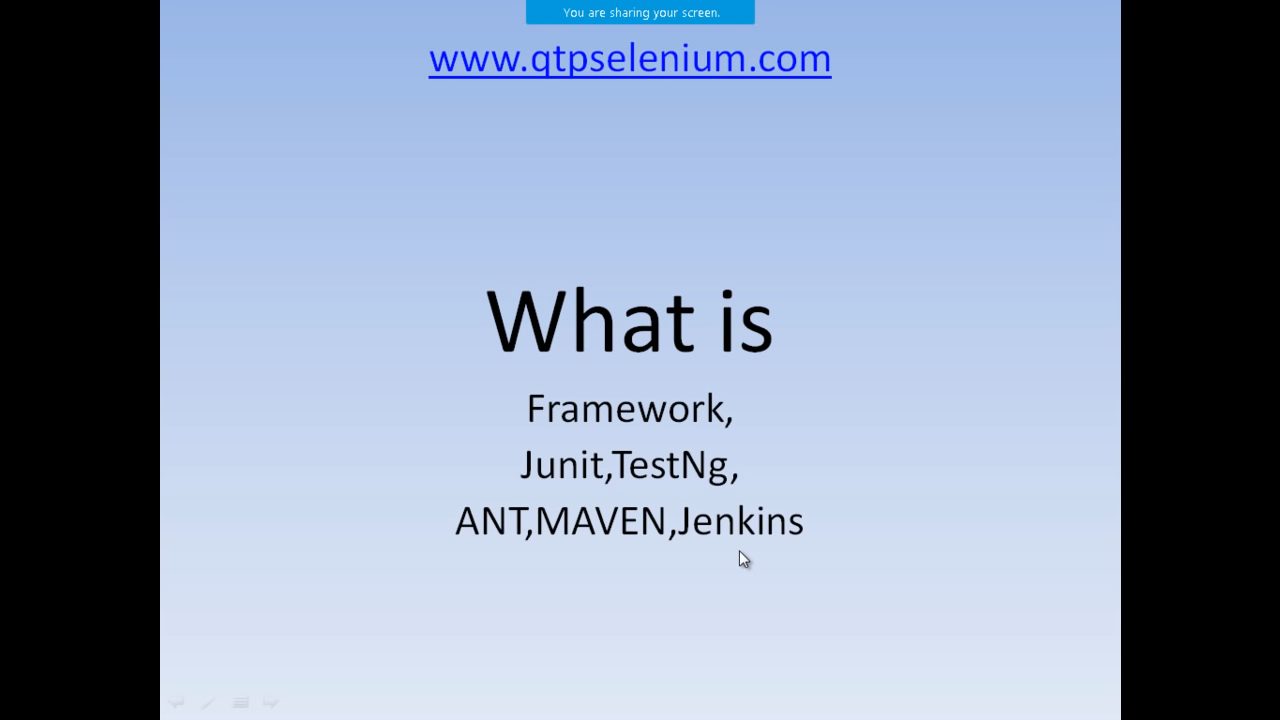 You are sharing your screen.
www.qtpselenium.com
What is
Framework,
Junit,TestNg,
ANT,MAVEN,Jenkins